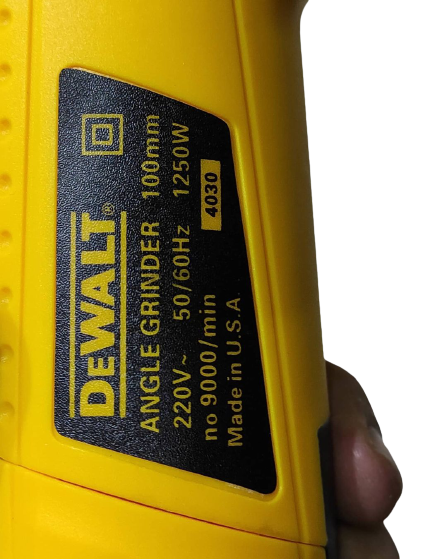 DEWALT®
ANGLE GRINDER 100mm
220V~ 50/60Hz 1250W
no 9000/min 4030
Made in U.S.A